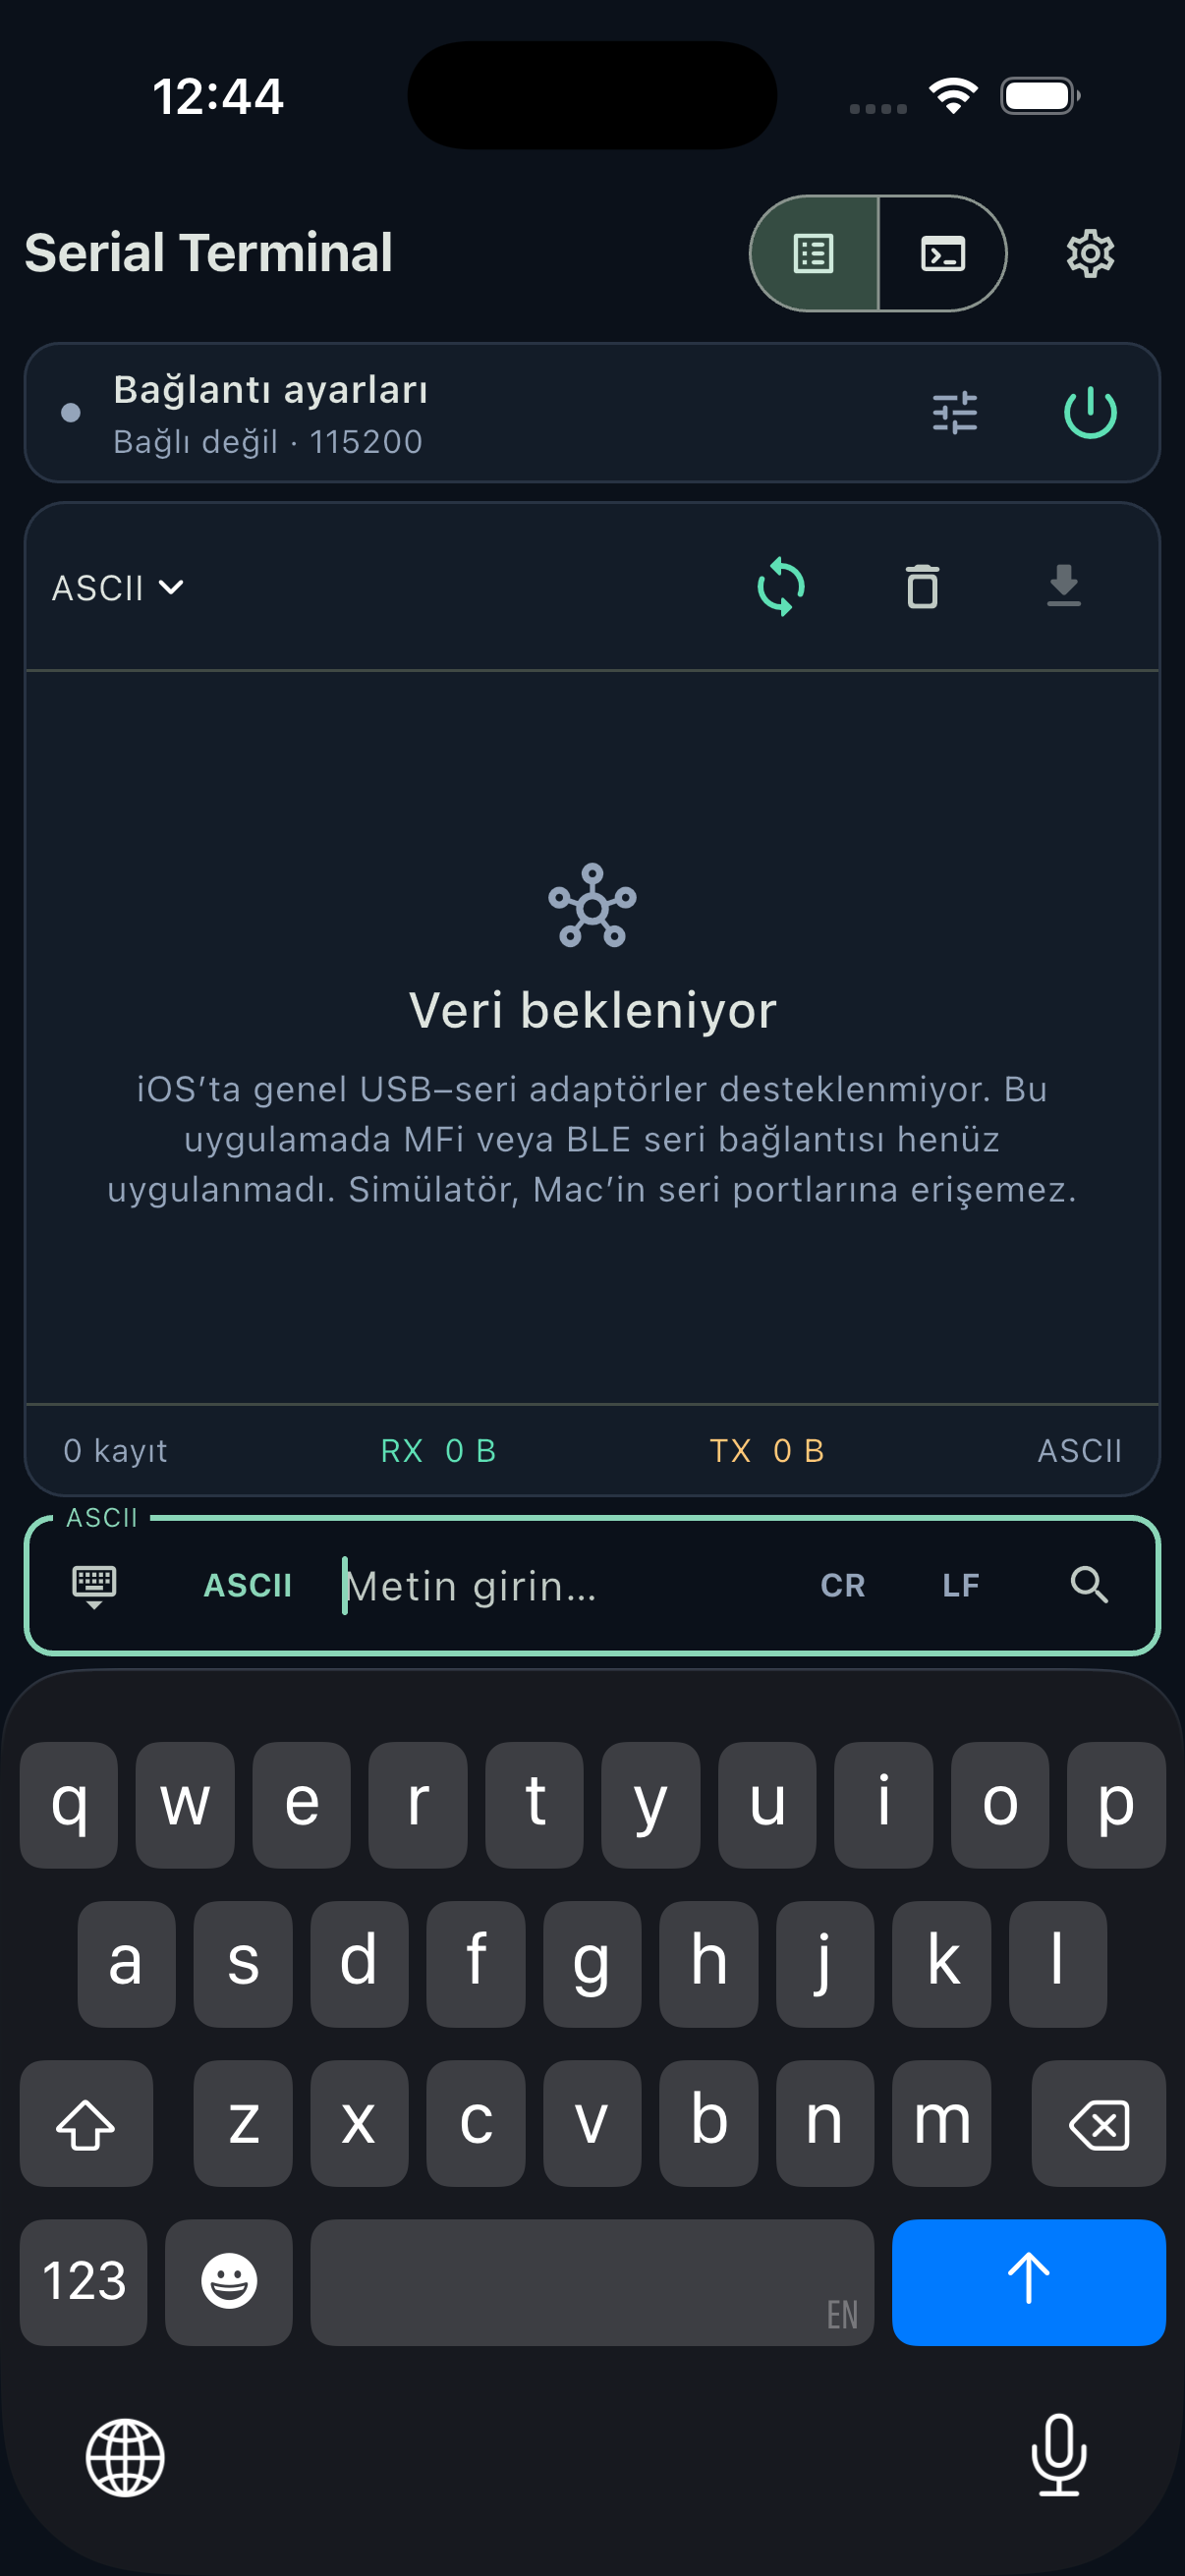 12:44
Serial Terminal
Bağlantı ayarları
Bağlı değil · 115200
ASCII
Veri bekleniyor
iOS’ta genel USB–seri adaptörler desteklenmiyor. Bu
uygulamada MFi veya BLE seri bağlantısı henüz
uygulanmadı. Simülatör, Mac’in seri portlarına erişemez.
0 kayıt RX 0 B TX 0 B ASCII
ASCII
ASCII Metin girin... CR LF
q w e r t y u i o p
a s d f g h j k l
z x c v b n m
123 EN